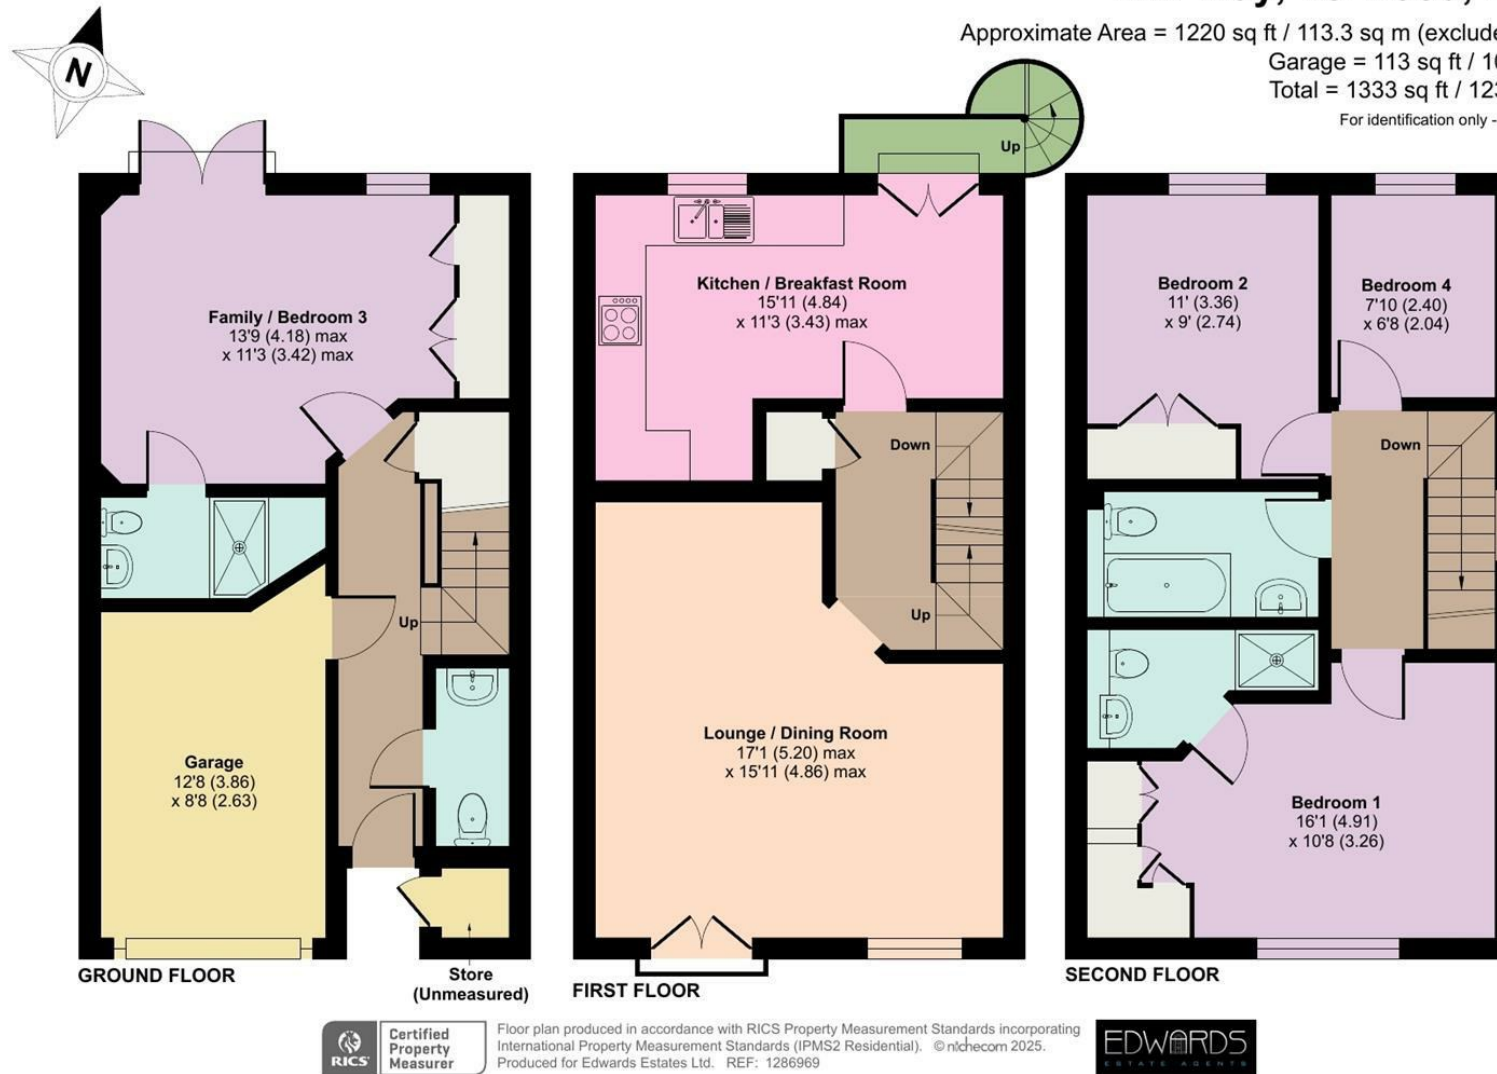 Approximate Area = 1220 sq ft / 113.3 sq m
Garage = 113 sq ft /
Total = 1333 sq ft /
For identification only -
N
Up
Family / Bedroom 3
13'9 (4.18) max
x 11'3 (3.42) max
Up
Garage
12'8 (3.86)
x 8'8 (2.63)
GROUND FLOOR
Store
(Unmeasured)
Kitchen / Breakfast Room
15'11 (4.84)
x 11'3 (3.43) max
Down
Up
Lounge / Dining Room
17'1 (5.20) max
x 15'11 (4.86) max
FIRST FLOOR
Bedroom 2
11' (3.36)
x 9' (2.74)
Bedroom 4
7'10 (2.40)
x 6'8 (2.04)
Down
Bedroom 1
16'1 (4.91)
x 10'8 (3.26)
SECOND FLOOR
RICS
Certified
Property
Measurer
Floor plan produced in accordance with RICS Property Measurement Standards incorporating
International Property Measurement Standards (IPMS2 Residential). © nichecom 2025.
Produced for Edwards Estates Ltd. REF: 1286969
EDWARDS
ESTATE AGENTS